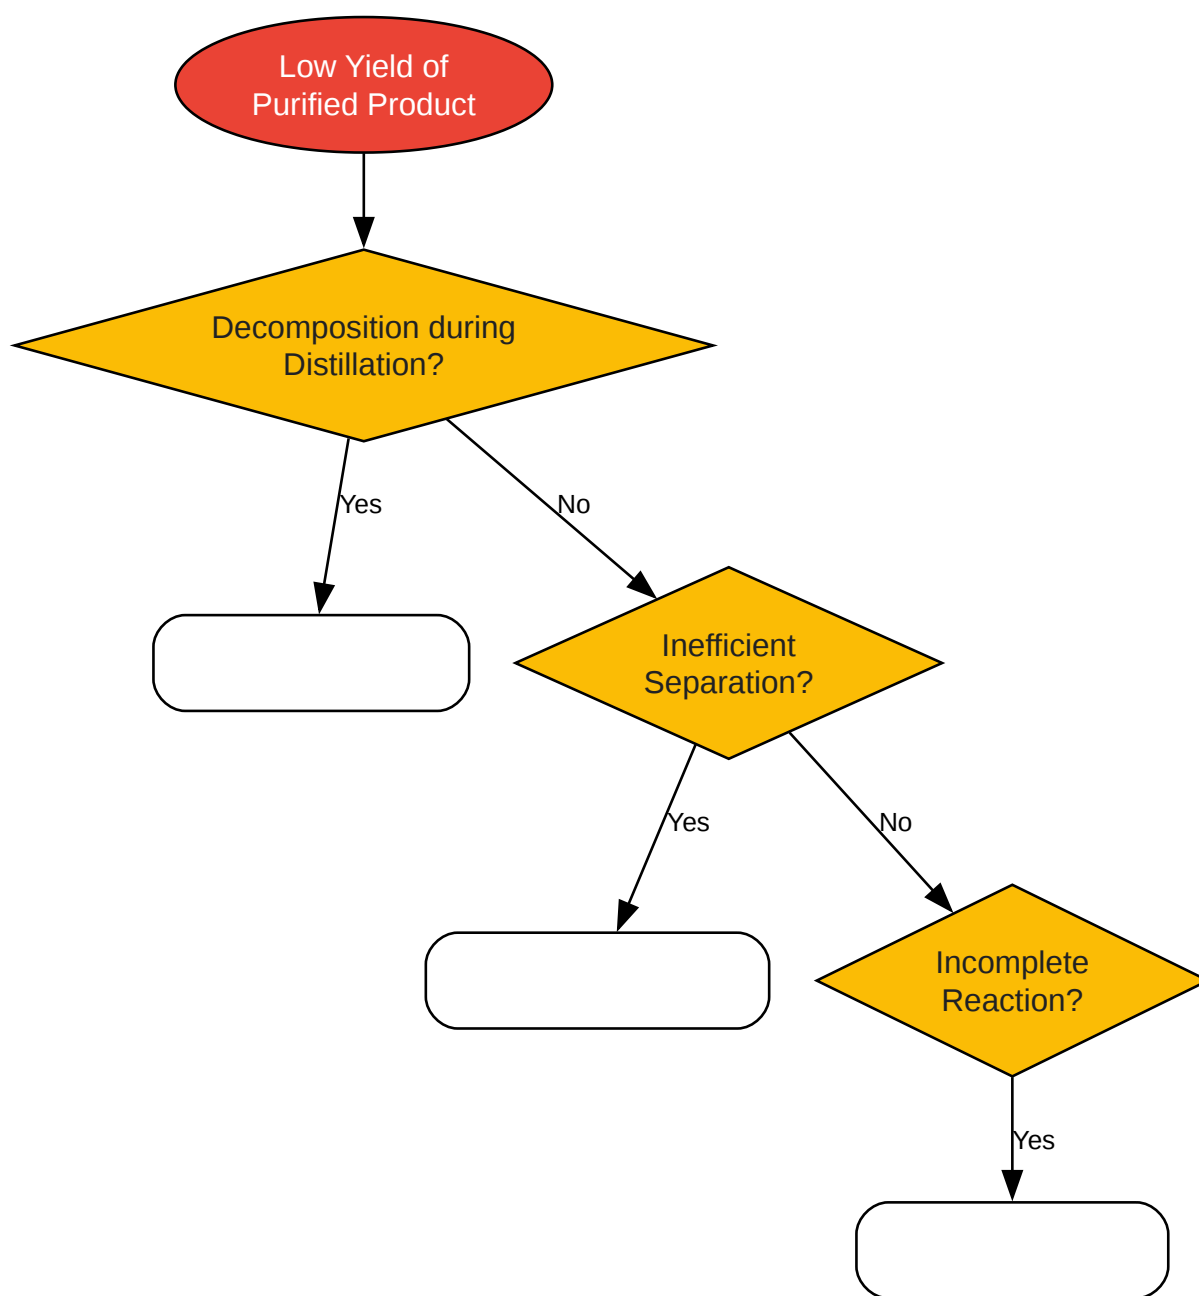 Low Yield of
Purified Product
Decomposition during
Distillation?
Yes
No
Inefficient
Separation?
Yes
No
Incomplete
Reaction?
Yes